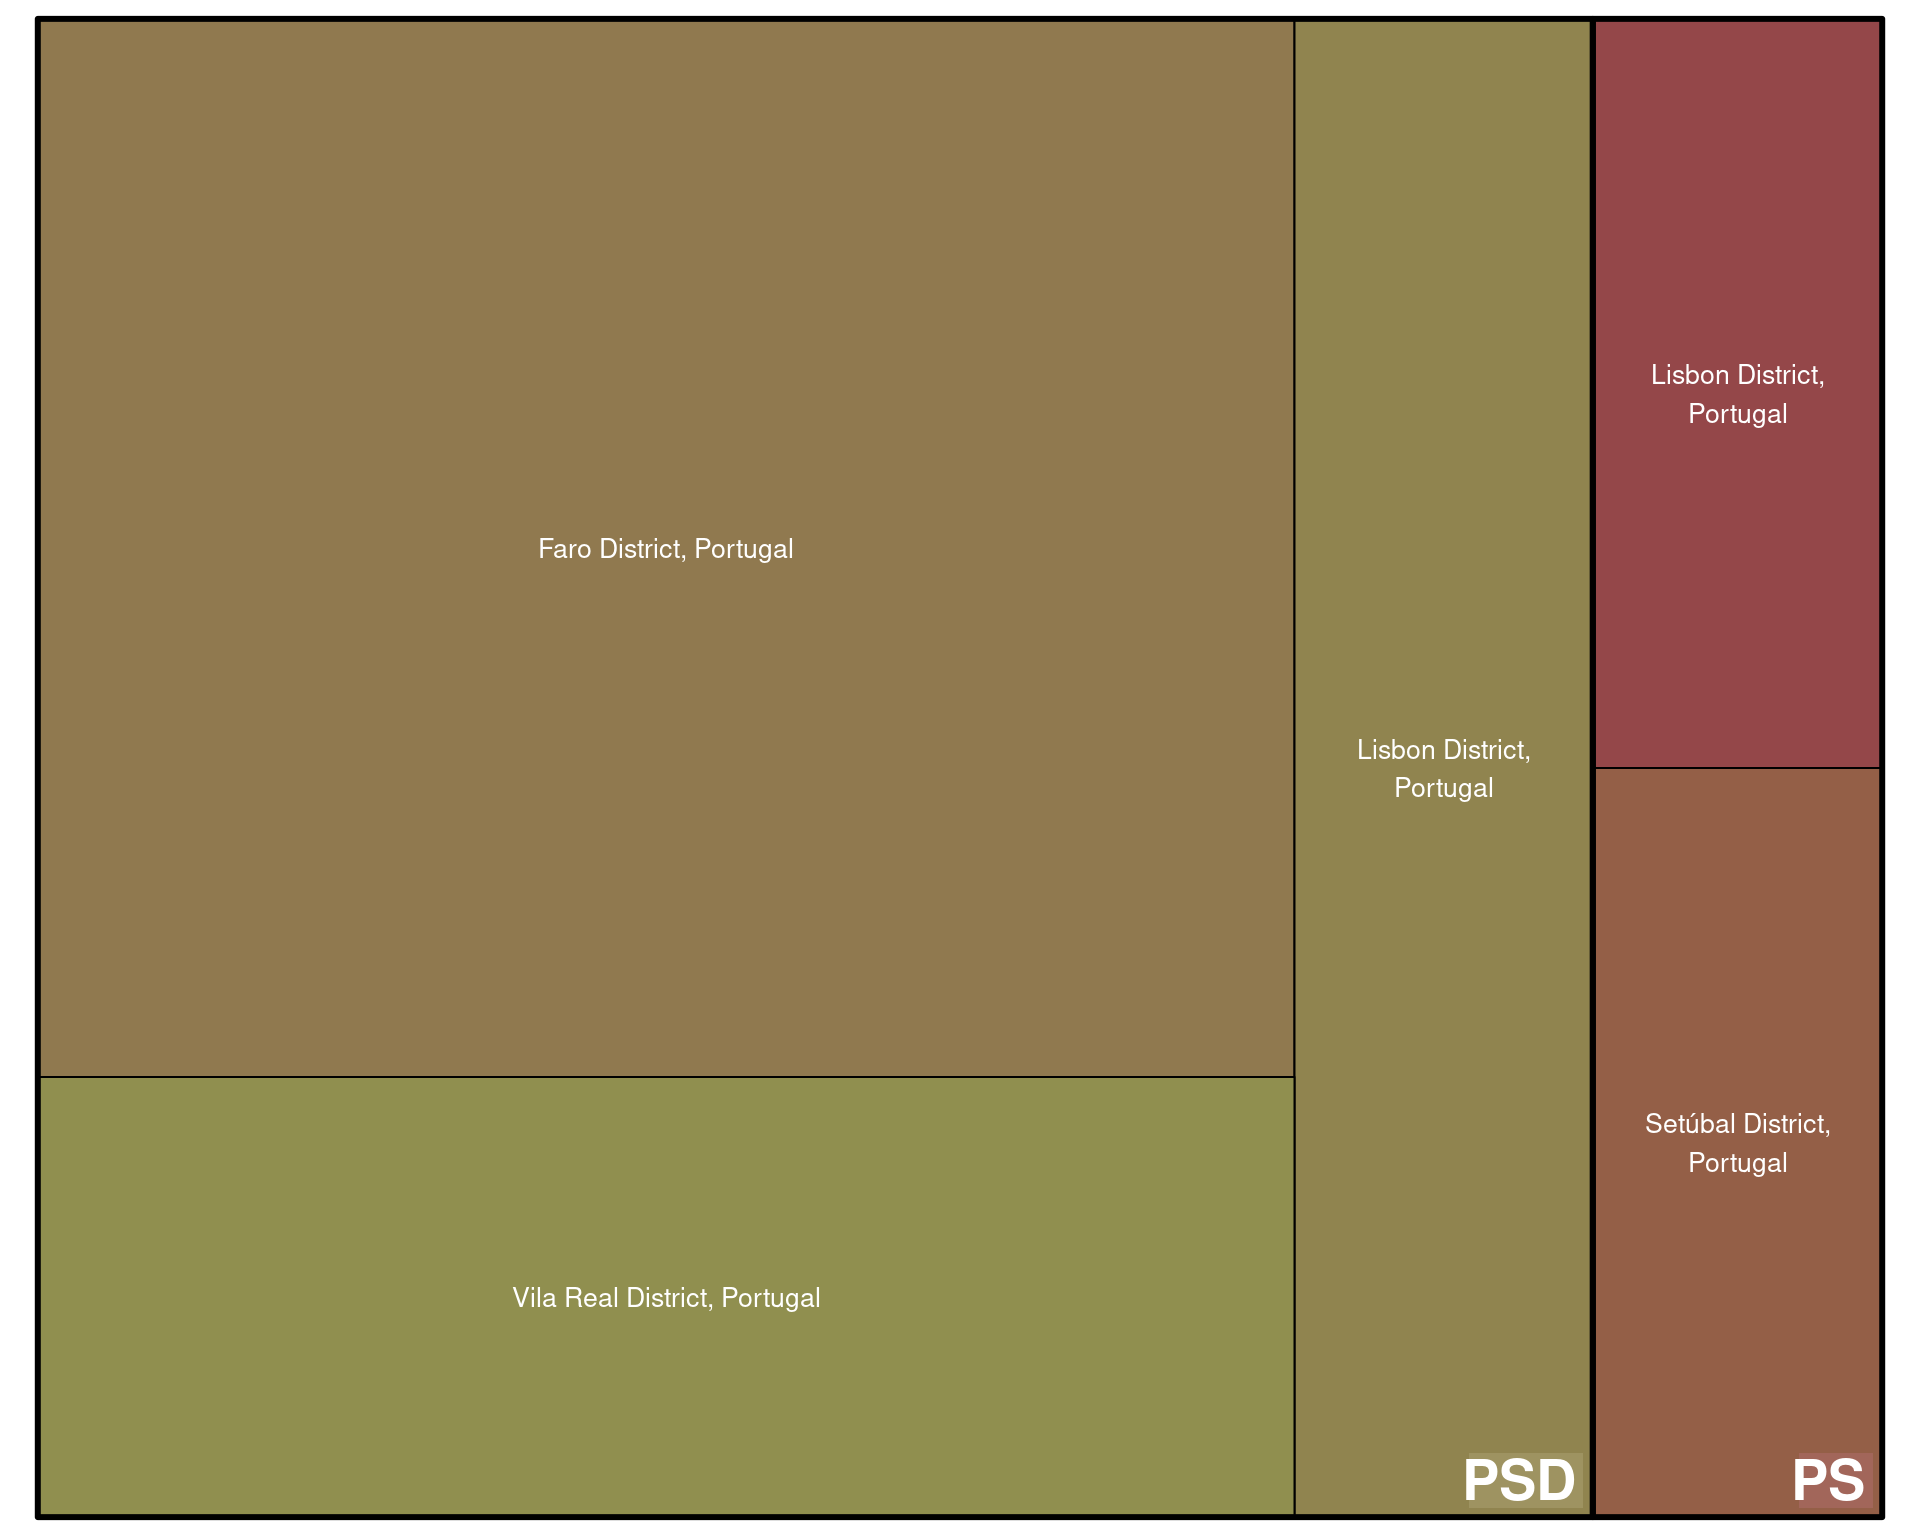 Faro District, Portugal
Vila Real District, Portugal
Lisbon District,
Portugal
PSD
Lisbon District,
Portugal
Setúbal District,
Portugal
PS